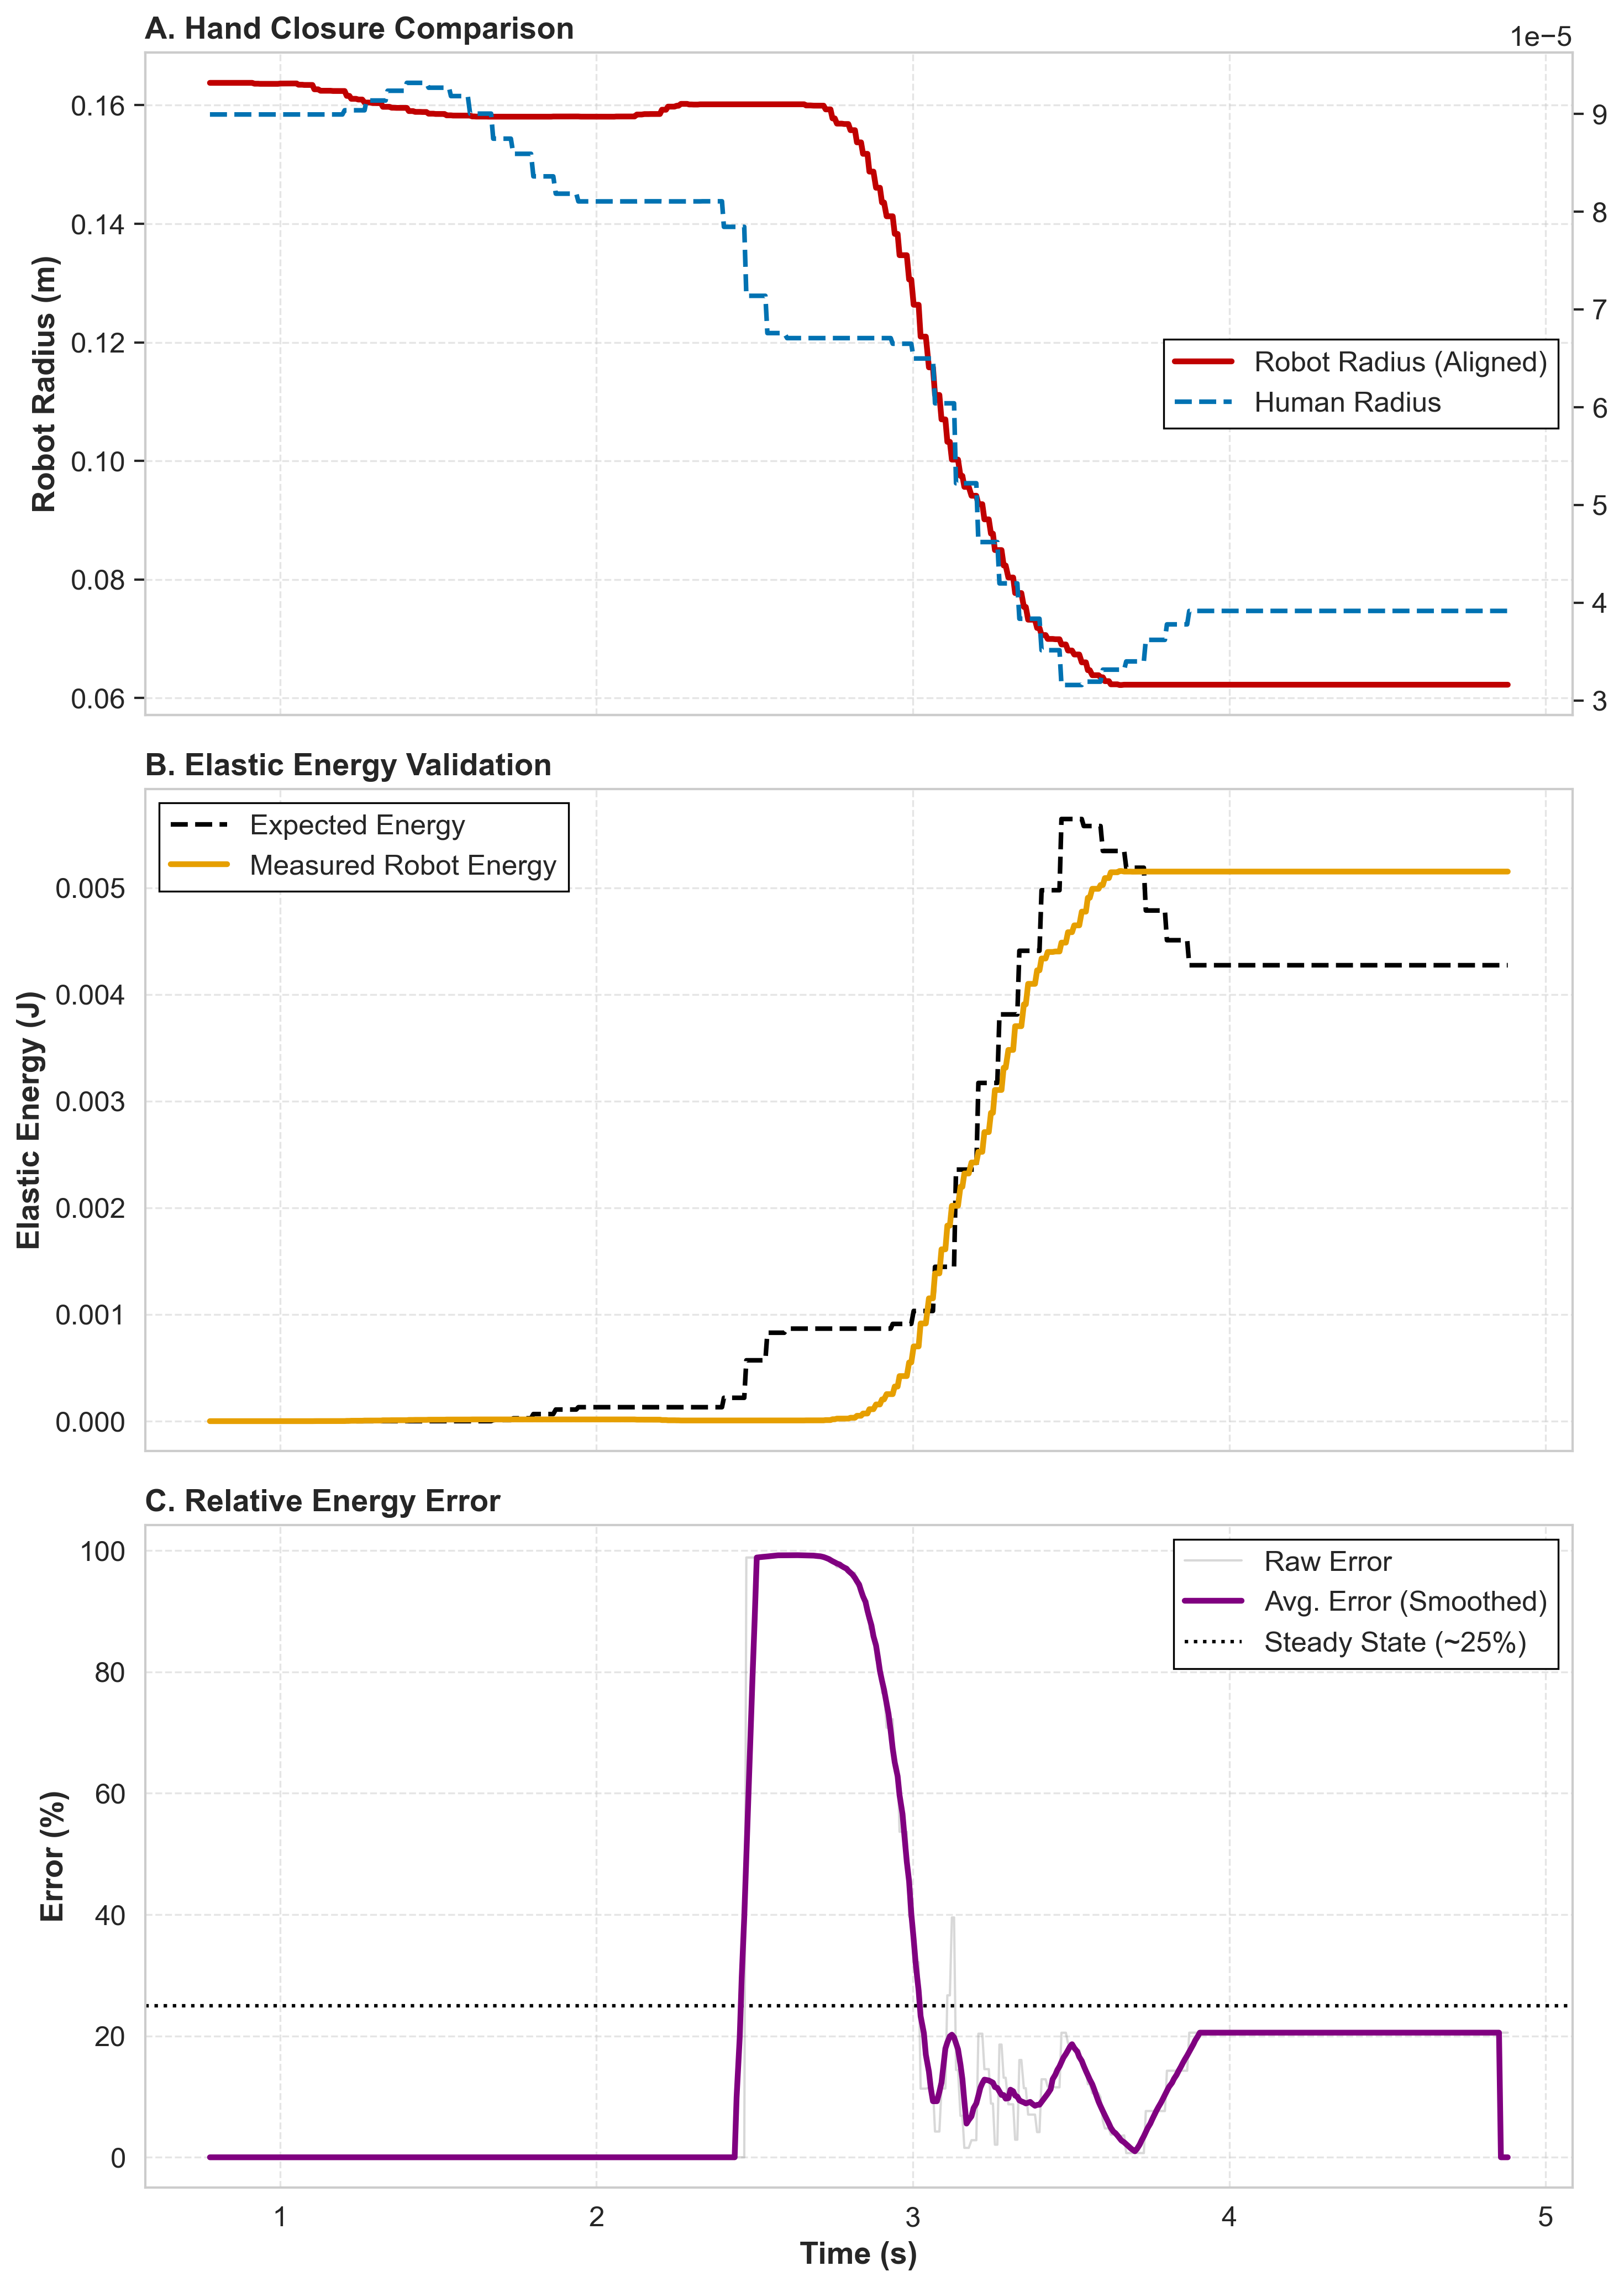 A. Hand Closure Comparison
1e−5
Robot Radius (m)
0.16
0.14
0.12
0.10
0.08
0.06
9
8
7
6
5
4
3
Robot Radius (Aligned)
Human Radius
B. Elastic Energy Validation
Elastic Energy (J)
0.005
0.004
0.003
0.002
0.001
0.000
Expected Energy
Measured Robot Energy
C. Relative Energy Error
Error (%)
100
80
60
40
20
0
Raw Error
Avg. Error (Smoothed)
Steady State (~25%)
1 2 3 4 5
Time (s)